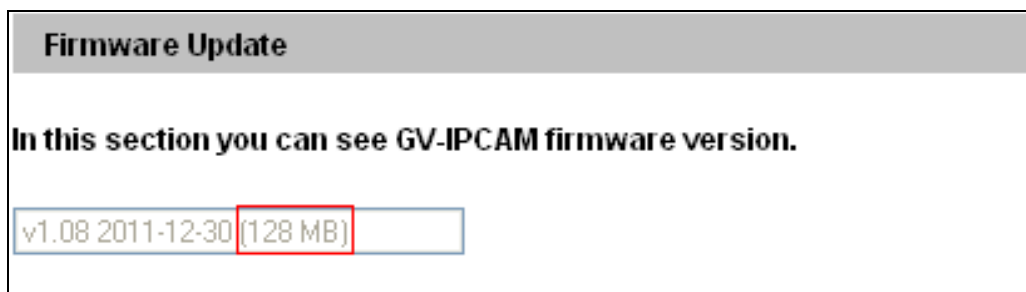 Firmware Update
In this section you can see GV-IPCAM firmware version.
v1.08 2011-12-30 (128 MB)